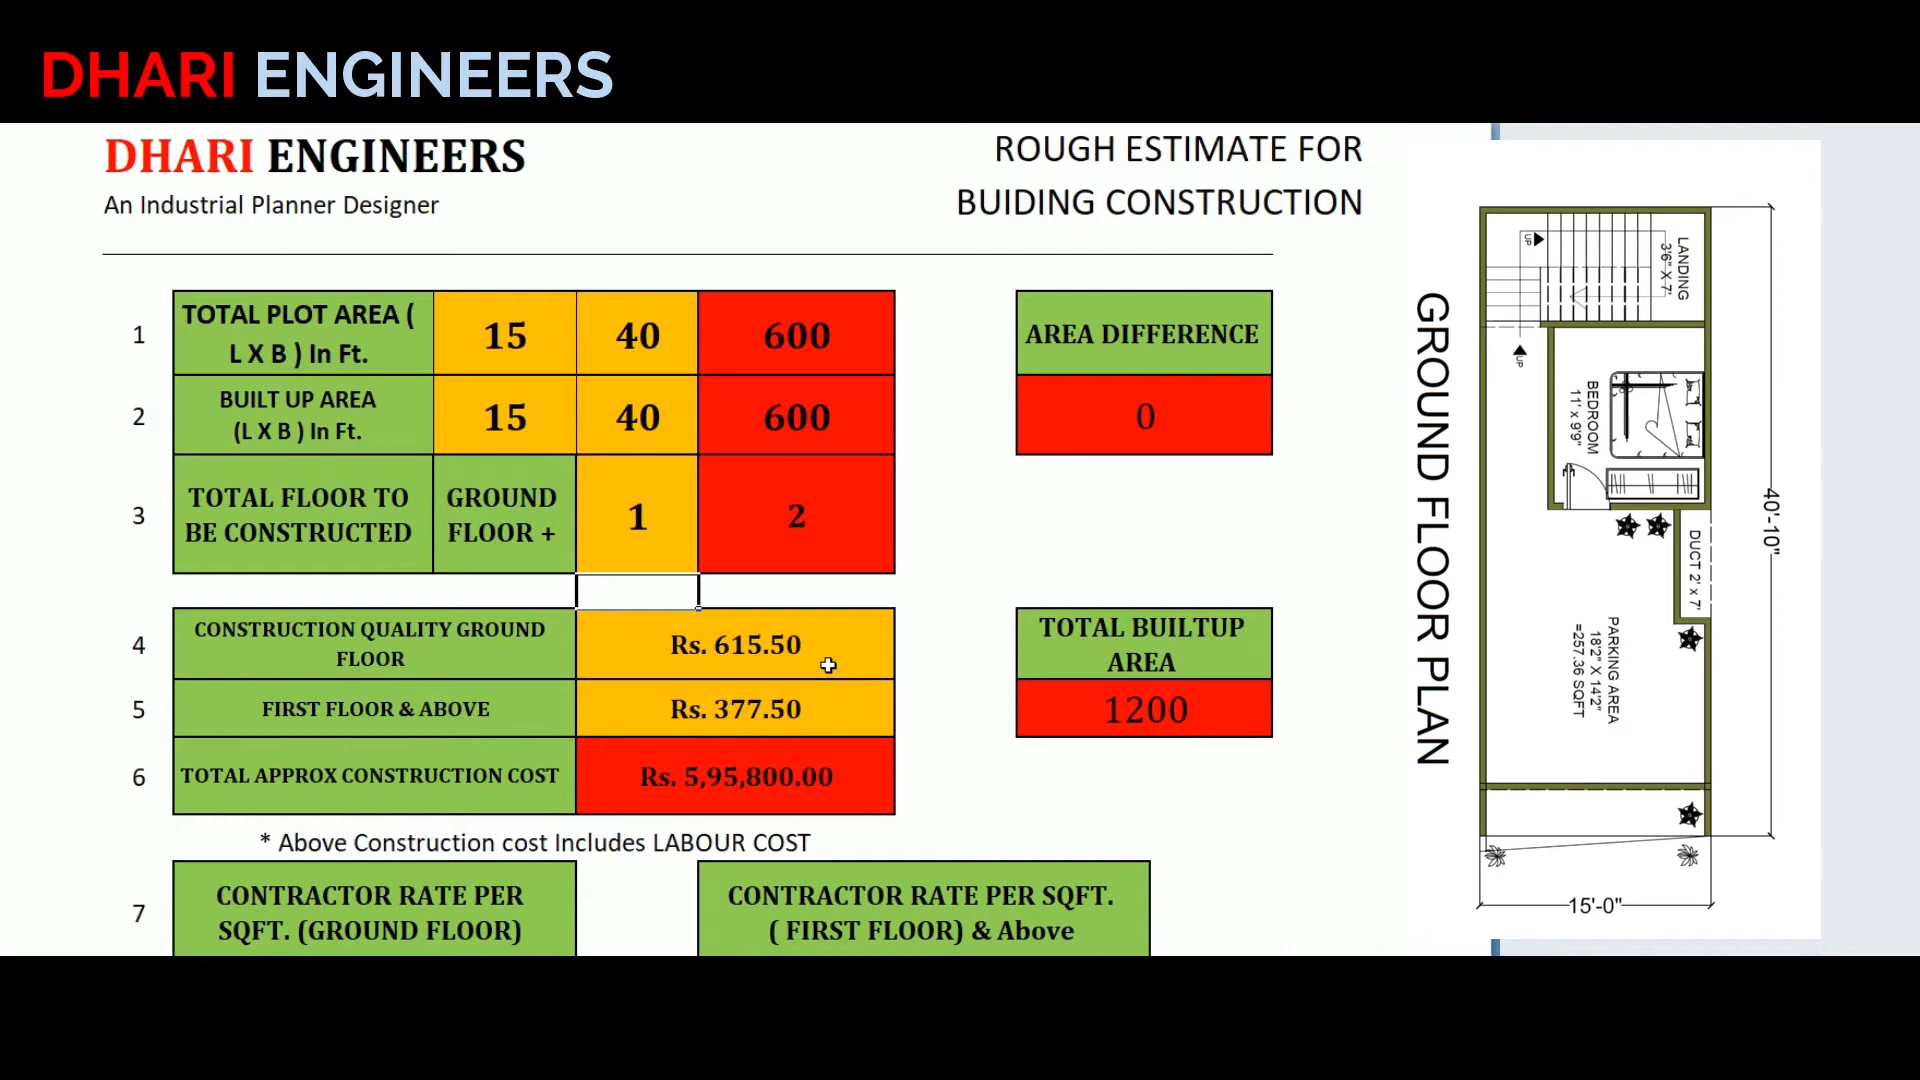 DHARI ENGINEERS
DHARI ENGINEERS
An Industrial Planner Designer
ROUGH ESTIMATE FOR
BUIDING CONSTRUCTION
1
TOTAL PLOT AREA (
L X B ) In Ft.
15
40
600
AREA DIFFERENCE
2
BUILT UP AREA
(L X B ) In Ft.
15
40
600
0
3
TOTAL FLOOR TO
BE CONSTRUCTED
GROUND
FLOOR +
1
2
4
CONSTRUCTION QUALITY GROUND
FLOOR
Rs. 615.50
TOTAL BUILTUP
AREA
5
FIRST FLOOR & ABOVE
Rs. 377.50
1200
6
TOTAL APPROX CONSTRUCTION COST
Rs. 5,95,800.00
* Above Construction cost Includes LABOUR COST
7
CONTRACTOR RATE PER
SQFT. (GROUND FLOOR)
CONTRACTOR RATE PER SQFT.
( FIRST FLOOR) & Above
GROUND FLOOR PLAN
LANDING
3'6" X 7'
UP
UP
BEDROOM
11' x 9'9"
DUCT 2' x 7'
PARKING AREA
18'2" X 14'2"
=257.36 SQFT
40'-10"
15'-0"